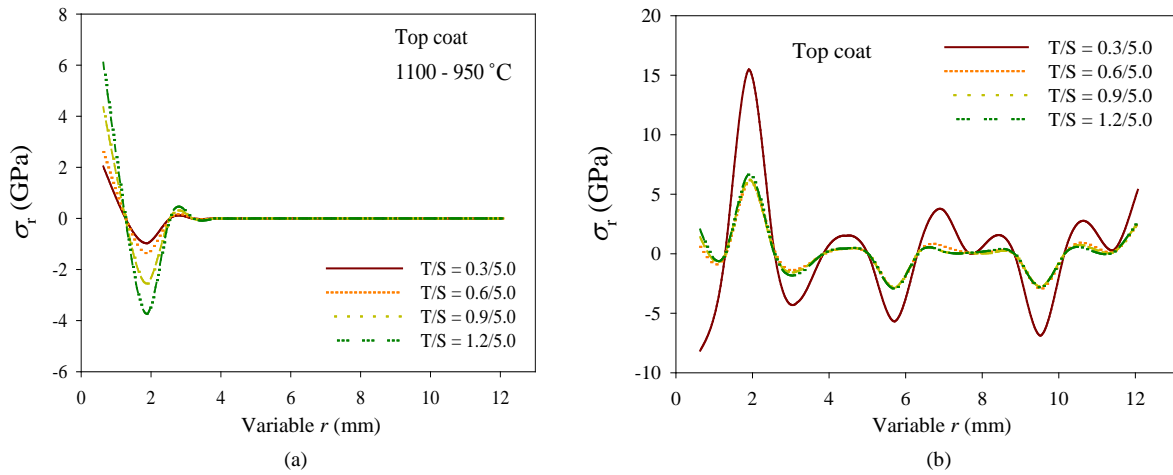 8
6
4
2
0
-2
-4
-6
σr (GPa)
Top coat
1100 - 950 ˚C
T/S = 0.3/5.0
T/S = 0.6/5.0
T/S = 0.9/5.0
T/S = 1.2/5.0
0 2 4 6 8 10 12
Variable r (mm)
(a)
20
15
10
5
0
-5
-10
σr (GPa)
Top coat
T/S = 0.3/5.0
T/S = 0.6/5.0
T/S = 0.9/5.0
T/S = 1.2/5.0
0 2 4 6 8 10 12
Variable r (mm)
(b)